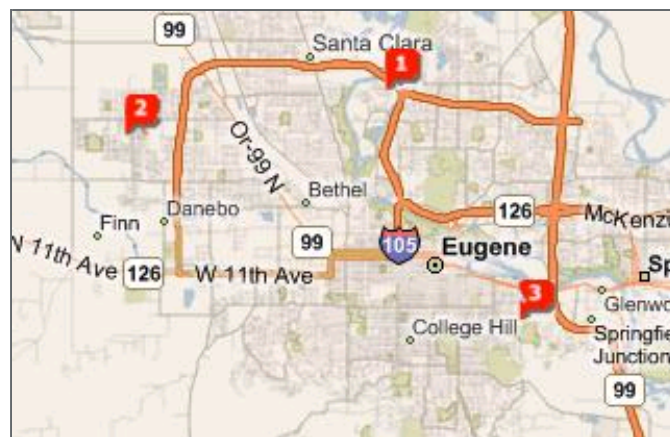 99
Santa Clara
1
2
Or-99 N
Bethel
Danebo
Finn
126
McKenzi
99
105
Eugene
N 11th Ave
126
W 11th Ave
Sp
3
Glenwo
College Hill
Springfie
Junction
99